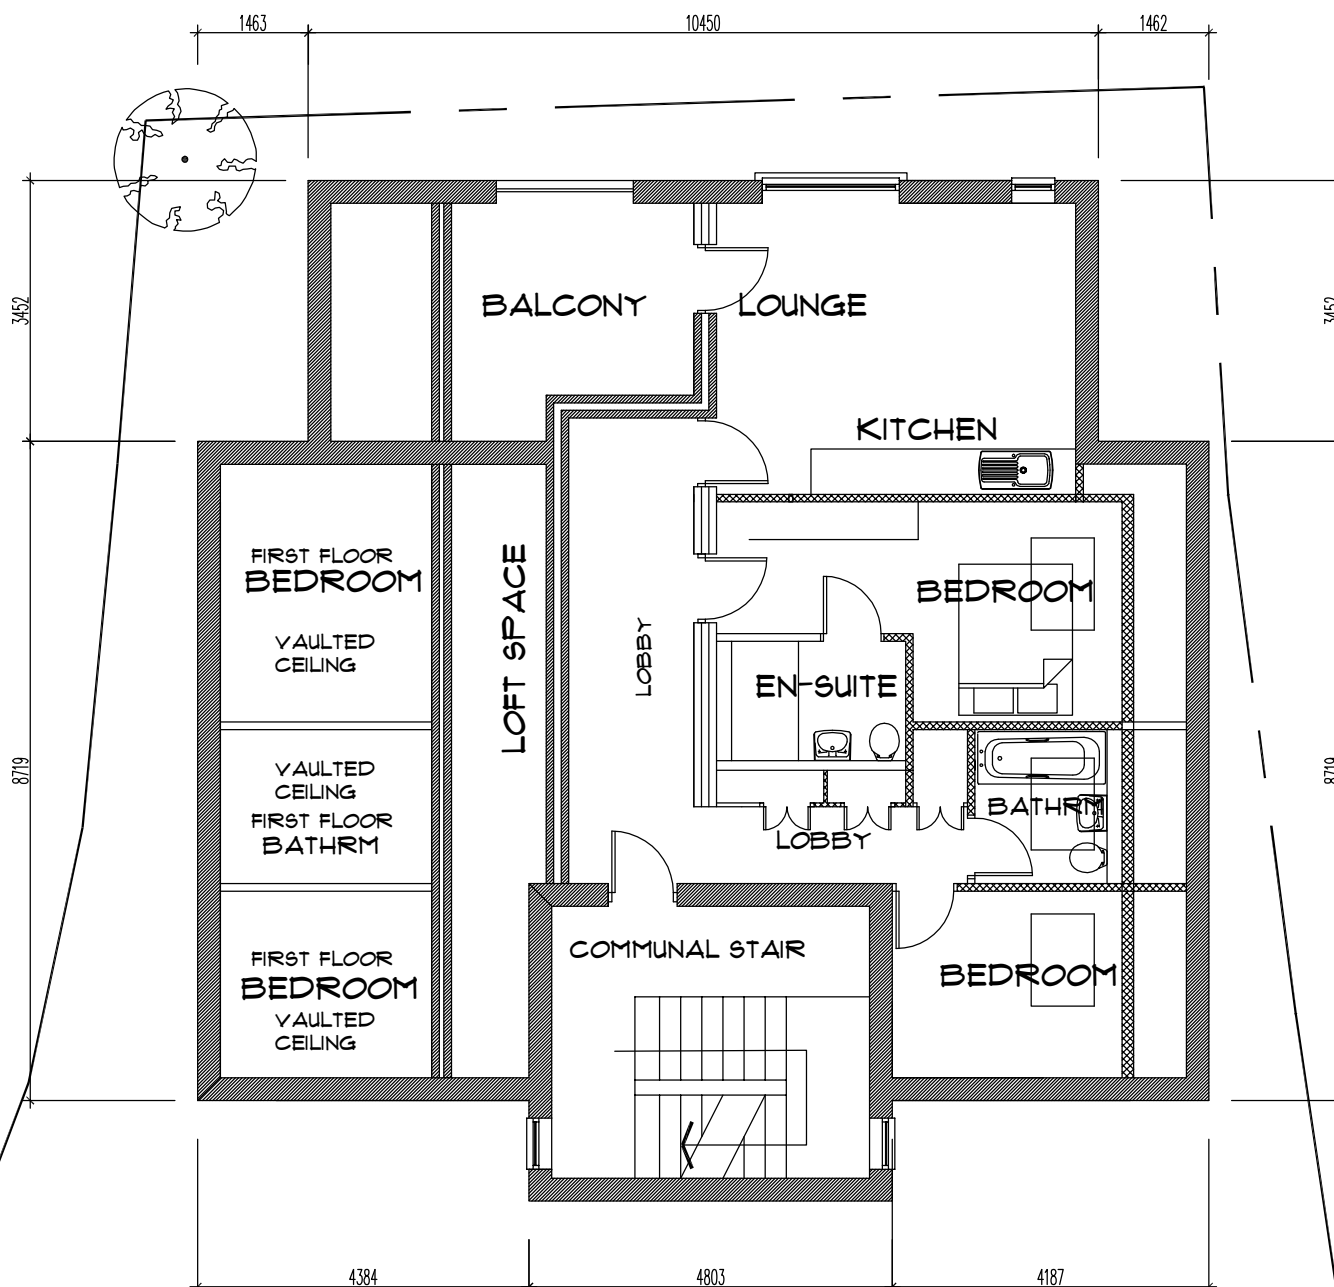 1463
10450
1462
3452
BALCONY
LOUNGE
3452
KITCHEN
FIRST FLOOR
BEDROOM
VAULTED
CEILING
LOFT SPACE
LOBBY
BEDROOM
EN-SUITE
8719
VAULTED
CEILING
FIRST FLOOR
BATHRM
8719
BATHRM
LOBBY
COMMUNAL STAIR
FIRST FLOOR
BEDROOM
VAULTED
CEILING
BEDROOM
4384
4803
4187